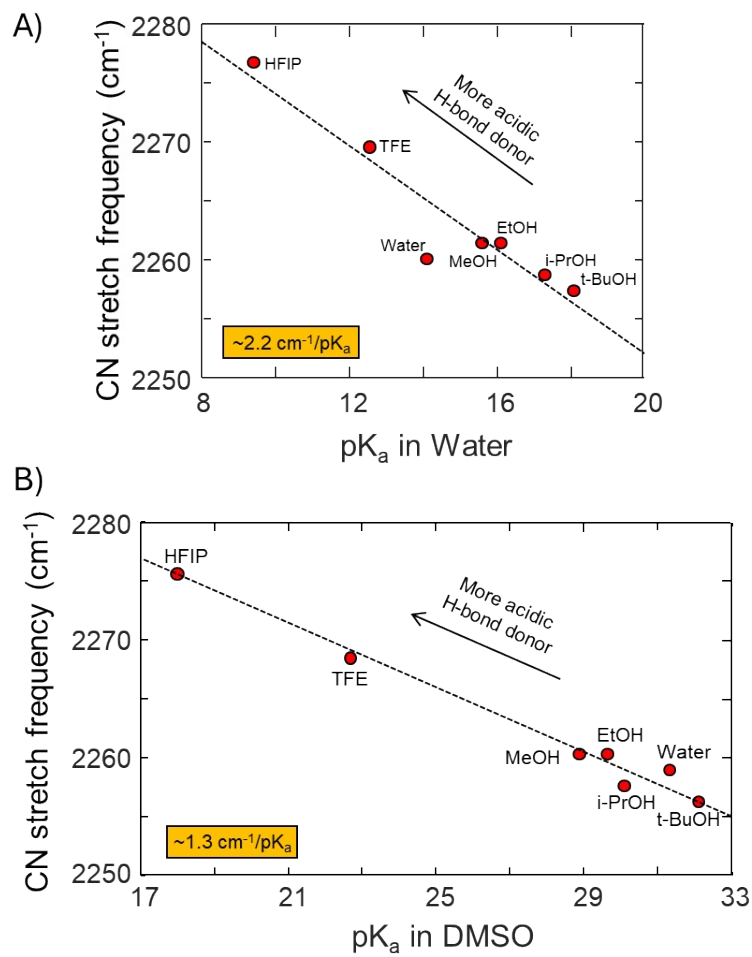 A)
CN stretch frequency (cm-1)
2280
2270
2260
2250
HFIP
More acidic
H-bond donor
TFE
EtOH
Water
MeOH
i-PrOH
t-BuOH
~2.2 cm-1/pKa
8
12
16
20
pKa in Water
B)
CN stretch frequency (cm-1)
2280
2270
2260
2250
HFIP
More acidic
H-bond donor
TFE
EtOH
MeOH
Water
i-PrOH
t-BuOH
~1.3 cm-1/pKa
17
21
25
29
33
pKa in DMSO